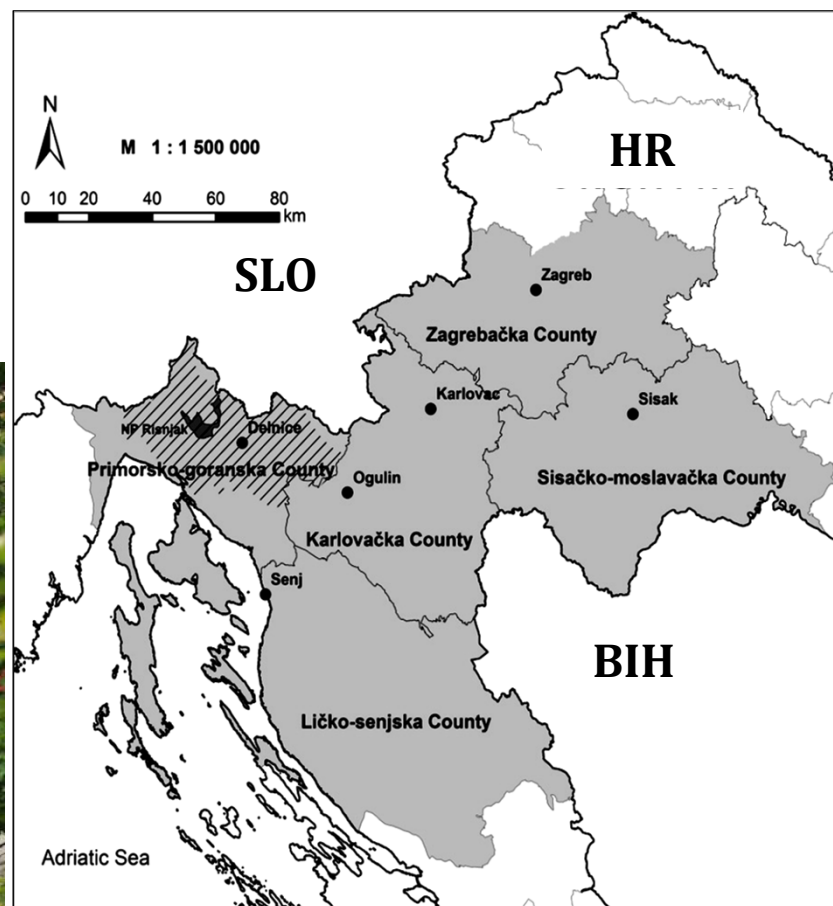 N
M 1 : 1 500 000
0 10 20 40 60 80
km
HR
SLO
Zagreb
Zagrebačka County
Karlovac
Sisak
NP Risnjak
Delnice
Primorsko-goranska County
Ogulin
Sisačko-moslavačka County
Karlovačka County
Senj
BIH
Ličko-senjska County
Adriatic Sea